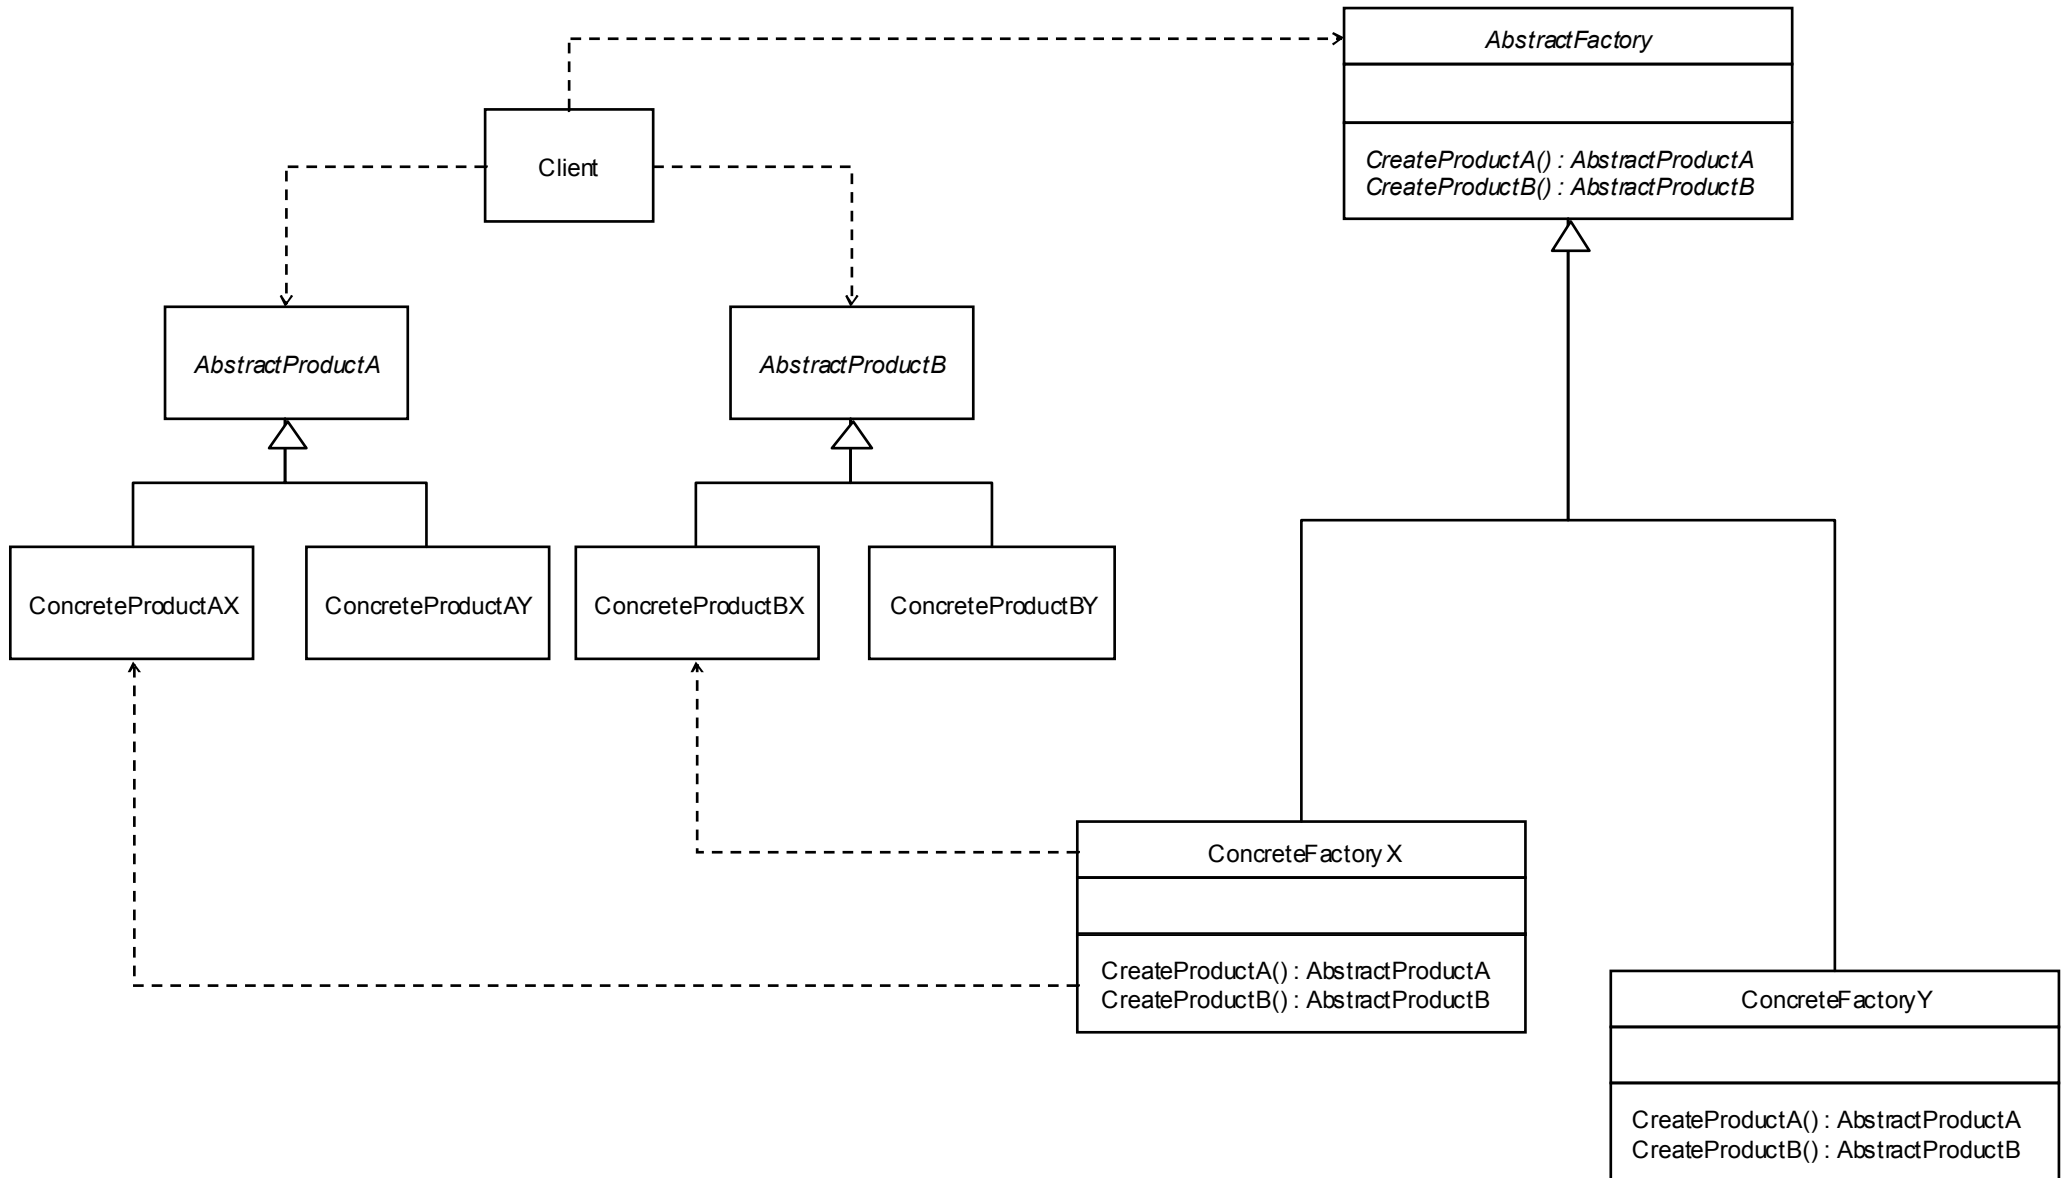 AbstractFactory
CreateProductA() : AbstractProductA
CreateProductB() : AbstractProductB
Client
AbstractProductA
AbstractProductB
ConcreteProductAX
ConcreteProductAY
ConcreteProductBX
ConcreteProductBY
ConcreteFactory X
CreateProductA() : AbstractProductA
CreateProductB() : AbstractProductB
ConcreteFactoryY
CreateProductA() : AbstractProductA
CreateProductB() : AbstractProductB